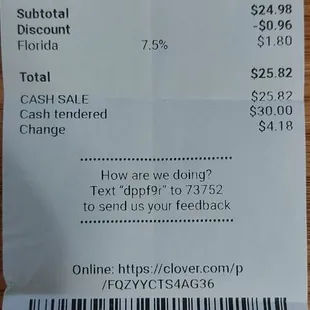 Subtotal $24.98
Discount -$0.96
Florida 7.5% $1.80
Total $25.82
CASH SALE $25.82
Cash tendered $30.00
Change $4.18
How are we doing?
Text "dppf9r" to 73752
to send us your feedback
Online: https://clover.com/p
/FQZYYCTS4AG36